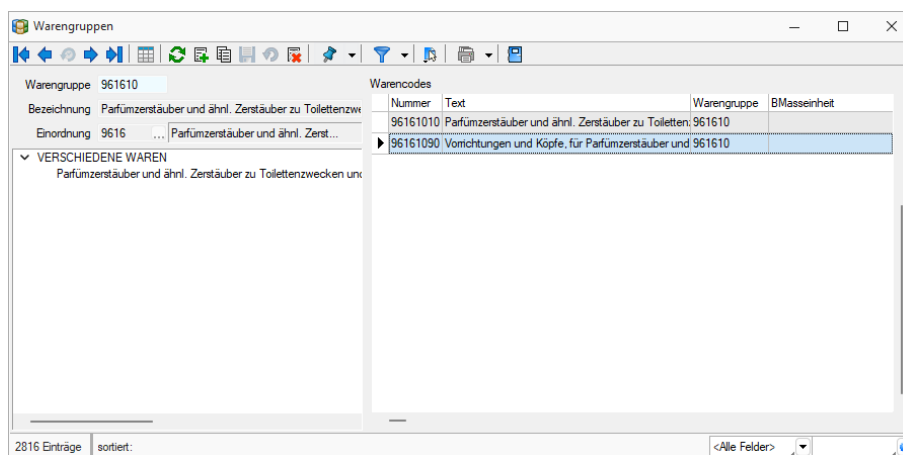 Warengruppen
Warengruppe 961610
Bezeichnung Parfümzerstäuber und ähnl. Zerstäuber zu Toilettenzwe
Einordnung 9616 ... Parfümzerstäuber und ähnl. Zerst...
VERSCHIEDENE WAREN
Parfümzerstäuber und ähnl. Zerstäuber zu Toilettenzwecken und
Warencodes
Nummer Text Warengruppe BMasseinheit
96161010 Parfümzerstäuber und ähnl. Zerstäuber zu Toiletten: 961610
96161090 Vorrichtungen und Köpfe, für Parfümzerstäuber und 961610
2816 Einträge sortiert: <Alle Felder>